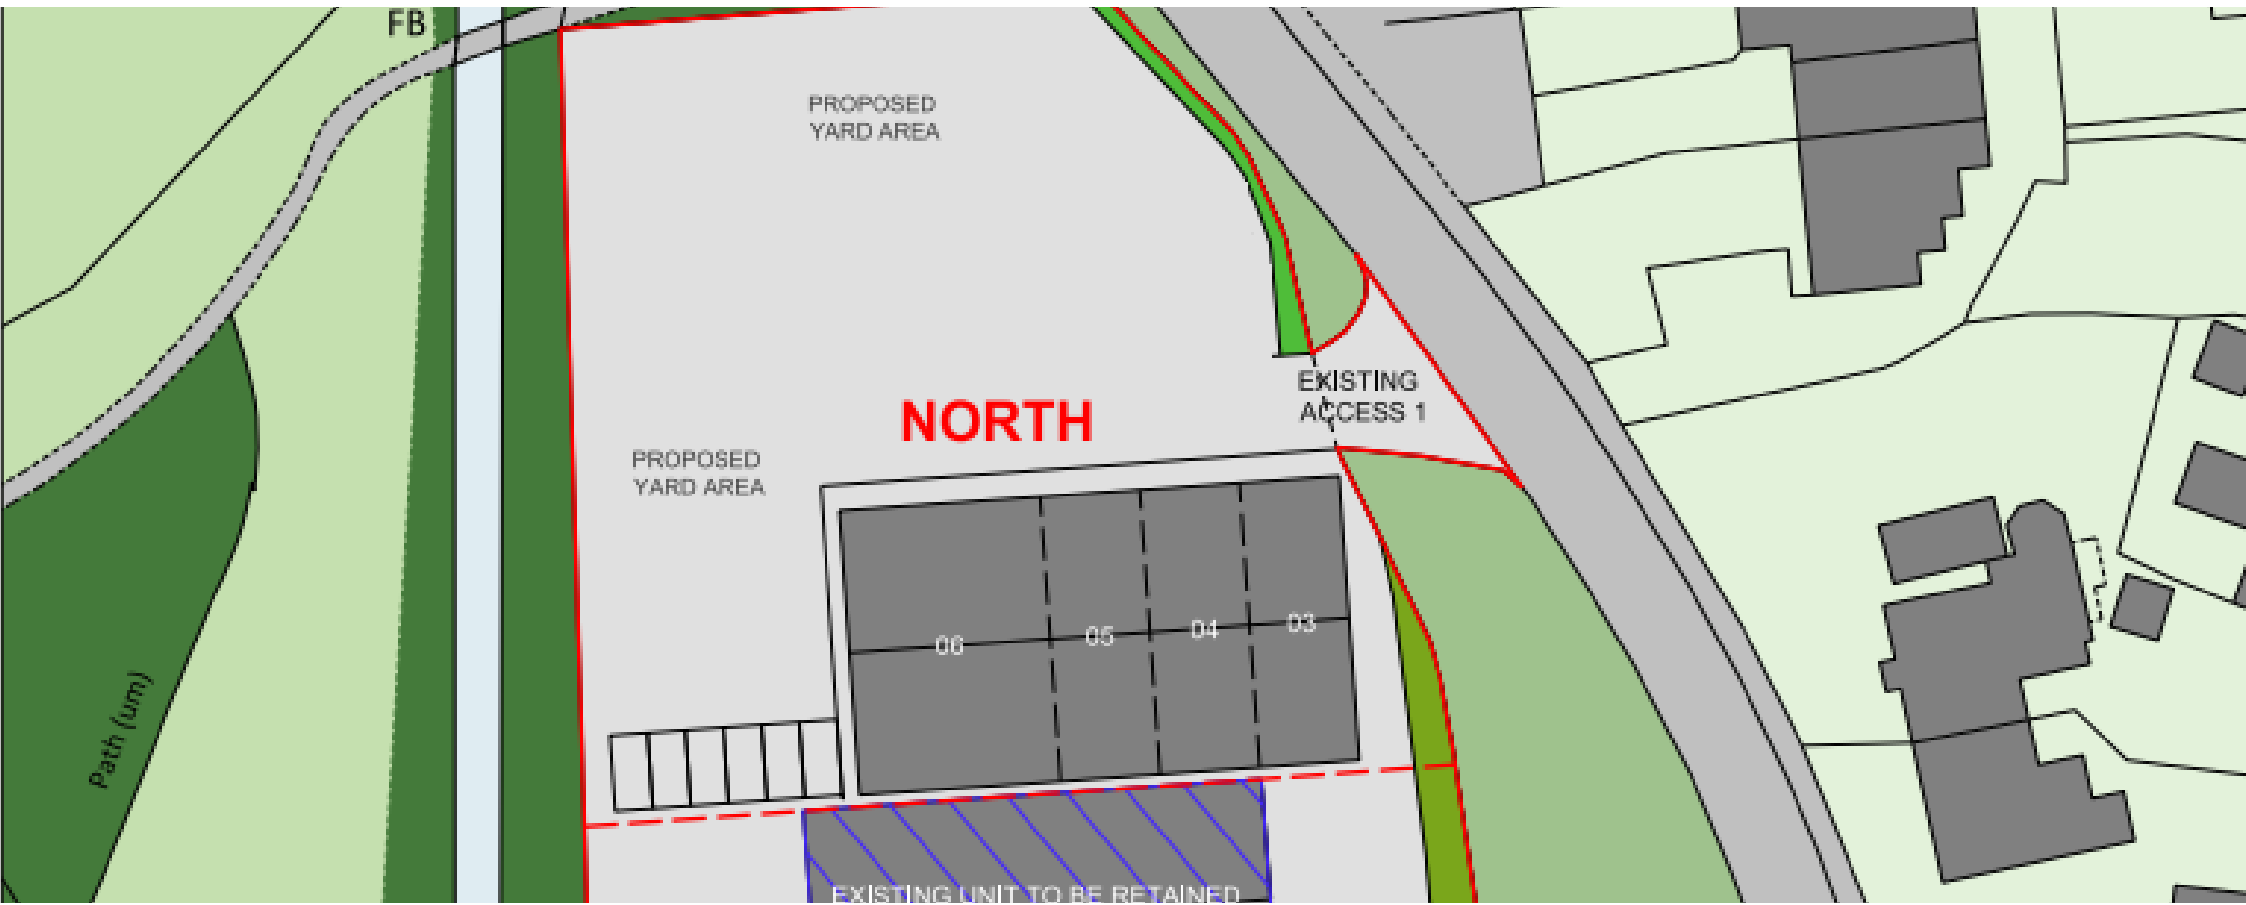 FB
PROPOSED
YARD AREA
EXISTING
ACCESS 1
NORTH
PROPOSED
YARD AREA
06
05
04
03
Path (um)
EXISTING UNIT TO BE RETAINED